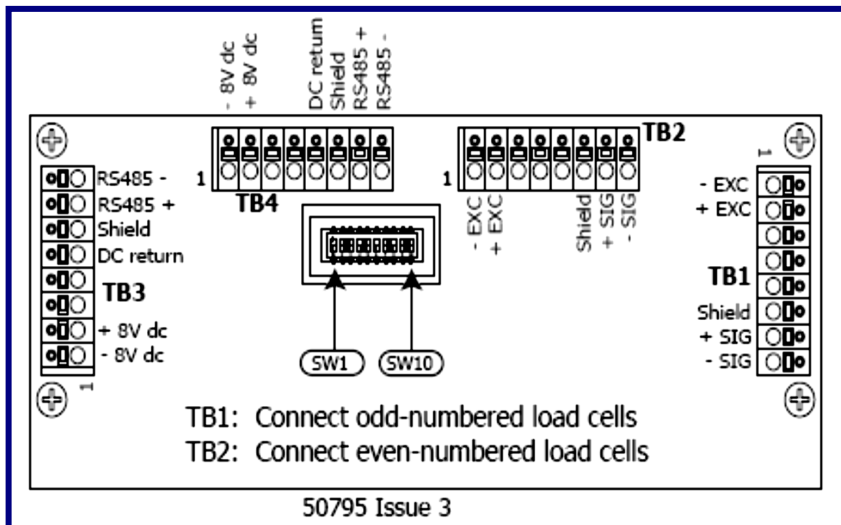 - 8V dc
+ 8V dc
DC return
Shield
RS485 +
RS485 -
1
TB4
TB2
1
- EXC
+ EXC
Shield
+ SIG
- SIG
RS485 -
RS485 +
Shield
DC return
TB3
+ 8V dc
- 8V dc
1
1
- EXC
+ EXC
TB1
Shield
+ SIG
- SIG
SW1
SW10
TB1: Connect odd-numbered load cells
TB2: Connect even-numbered load cells
50795 Issue 3